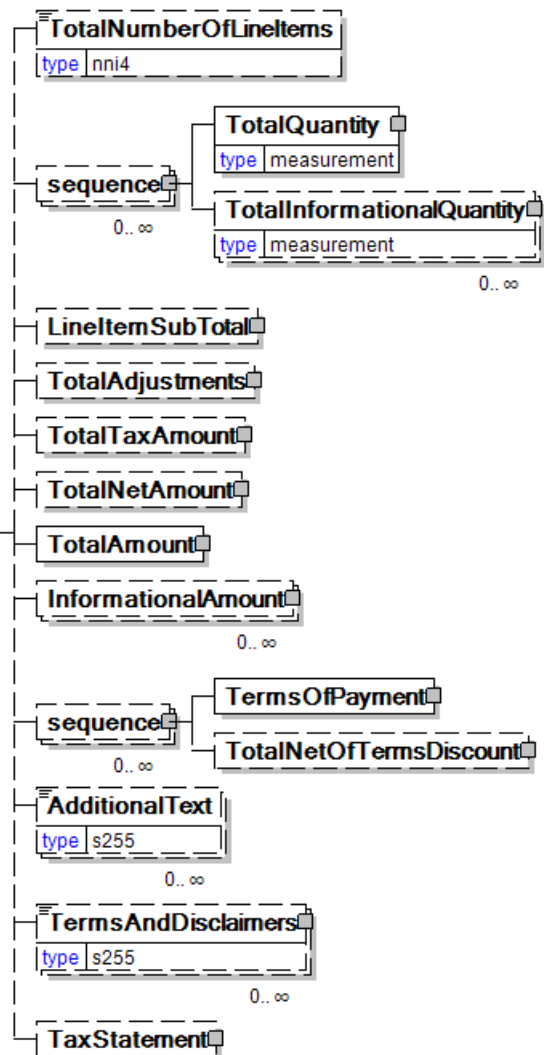 TotalNumberOfLineItems
type nni4
TotalQuantity
type measurement
sequence
0.. ∞
TotalInformationalQuantity
type measurement
0.. ∞
LineItemSubTotal
TotalAdjustments
TotalTaxAmount
TotalNetAmount
TotalAmount
InformationalAmount
0.. ∞
TermsOfPayment
sequence
0.. ∞
TotalNetOfTermsDiscount
AdditionalText
type s255
0.. ∞
TermsAndDisclaimers
type s255
0.. ∞
TaxStatement